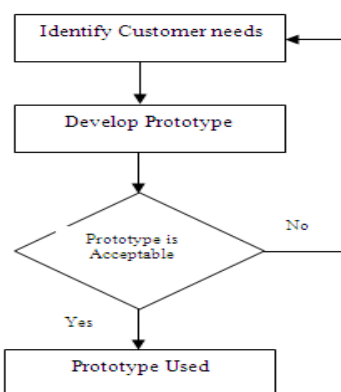 Identify Customer needs
Develop Prototype
Prototype is
Acceptable
No
Yes
Prototype Used